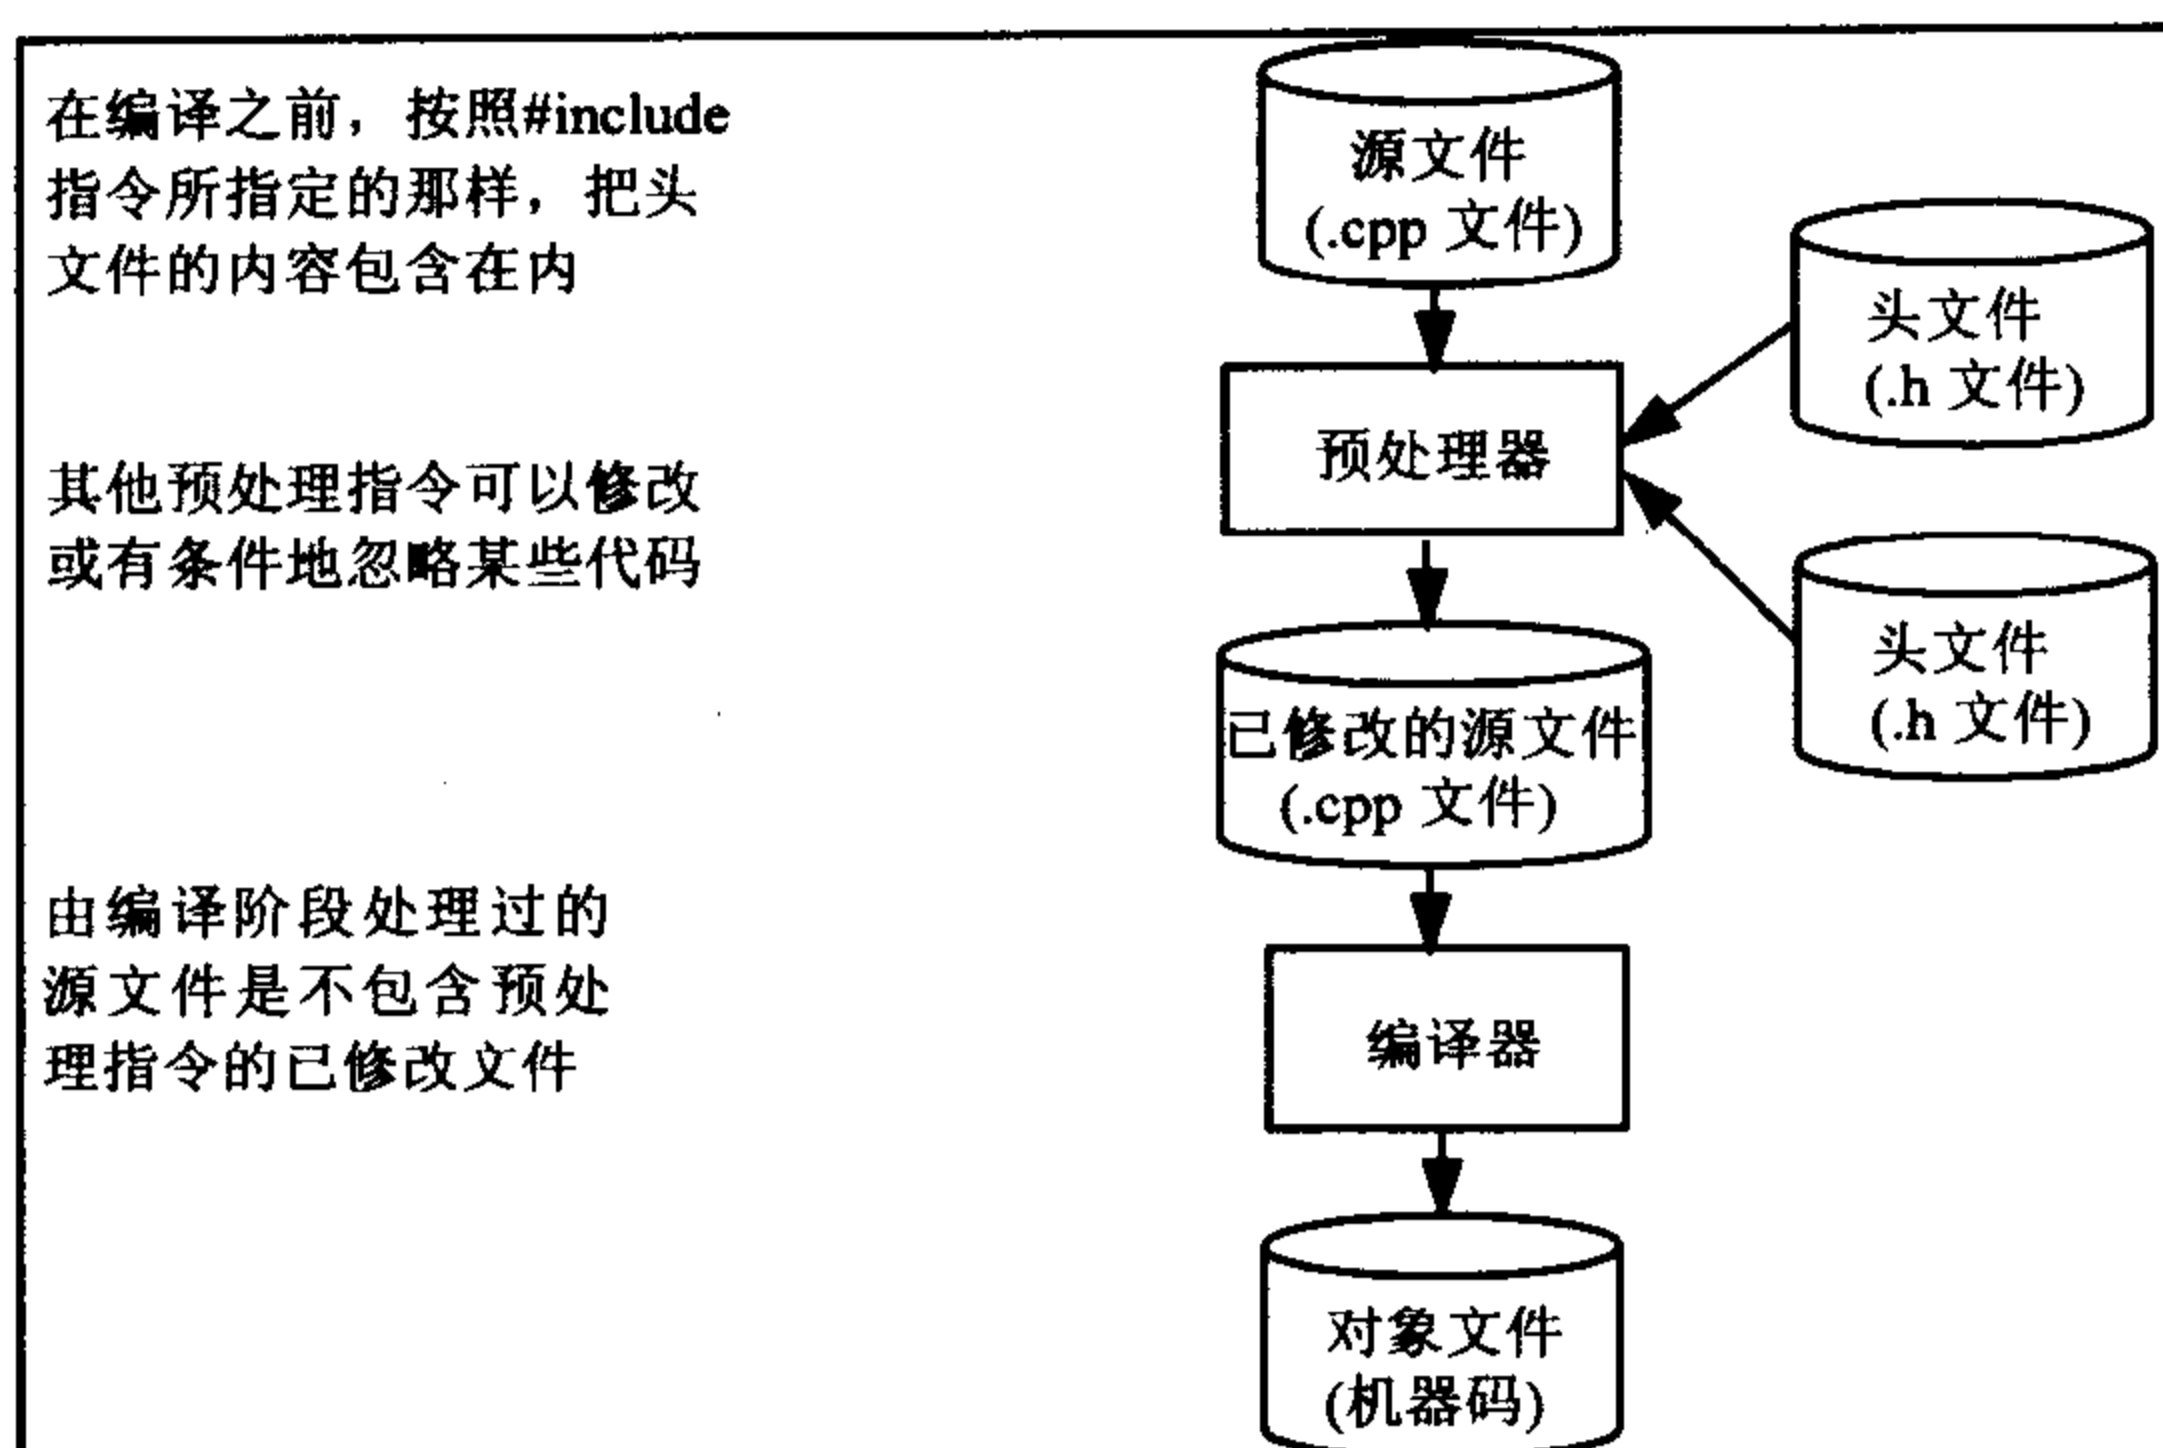 在编译之前，按照#include
指令所指定的那样，把头
文件的内容包含在内
其他预处理指令可以修改
或有条件地忽略某些代码
由编译阶段处理过的
源文件是不包含预处
理指令的已修改文件
源文件
(.cpp 文件)
头文件
(.h 文件)
预处理器
头文件
(.h 文件)
已修改的源文件
(.cpp 文件)
编译器
对象文件
(机器码)